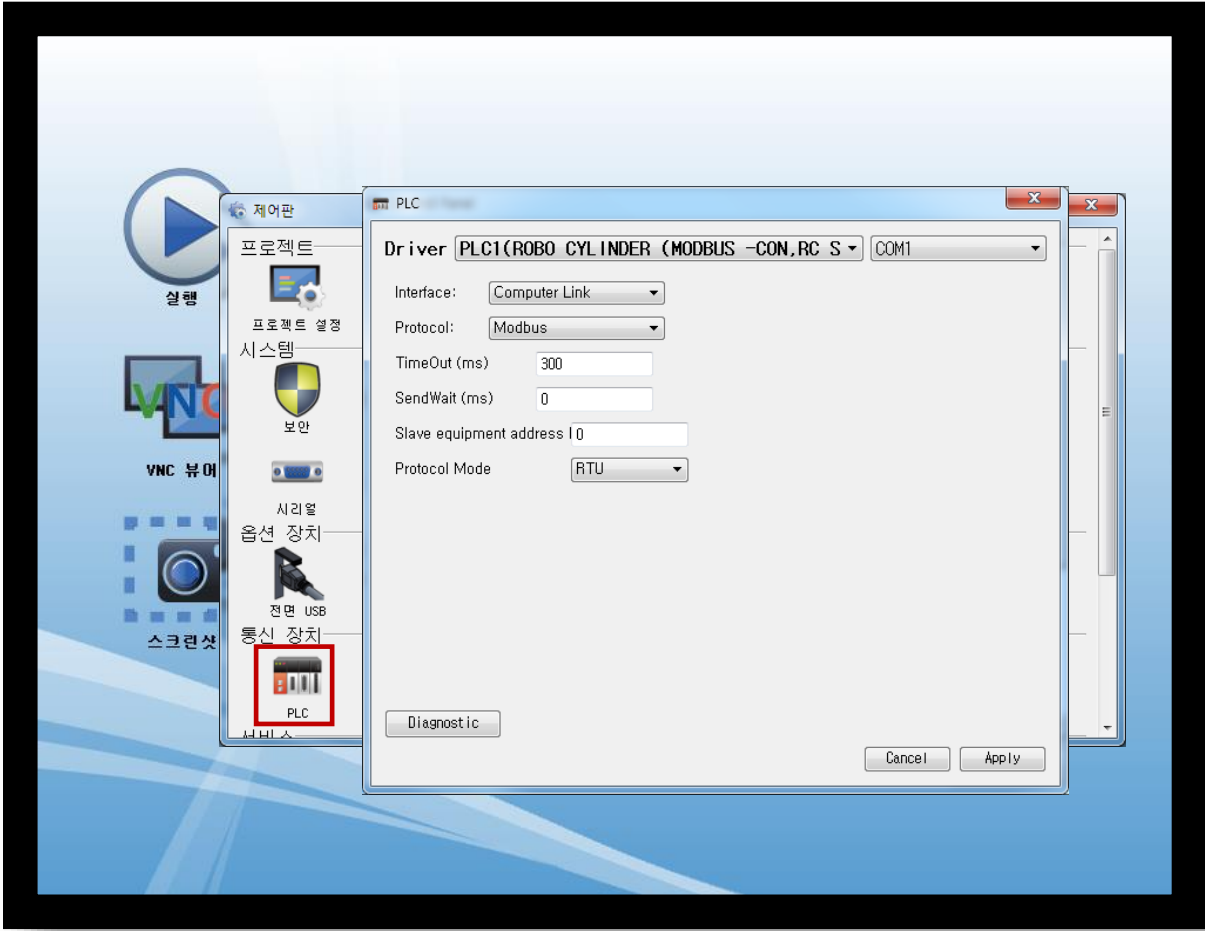 실행
VNC 뷰어
스크린샷
제어판
프로젝트
프로젝트 설정
시스템
보안
시리얼
옵션 장치
전면 USB
통신 장치
PLC
서비스
PLC
Driver PLC1(ROBO CYLINDER (MODBUS -CON,RC S COM1
Interface: Computer Link
Protocol: Modbus
TimeOut (ms) 300
SendWait (ms) 0
Slave equipment address 0
Protocol Mode RTU
Diagnostic
Cancel Apply